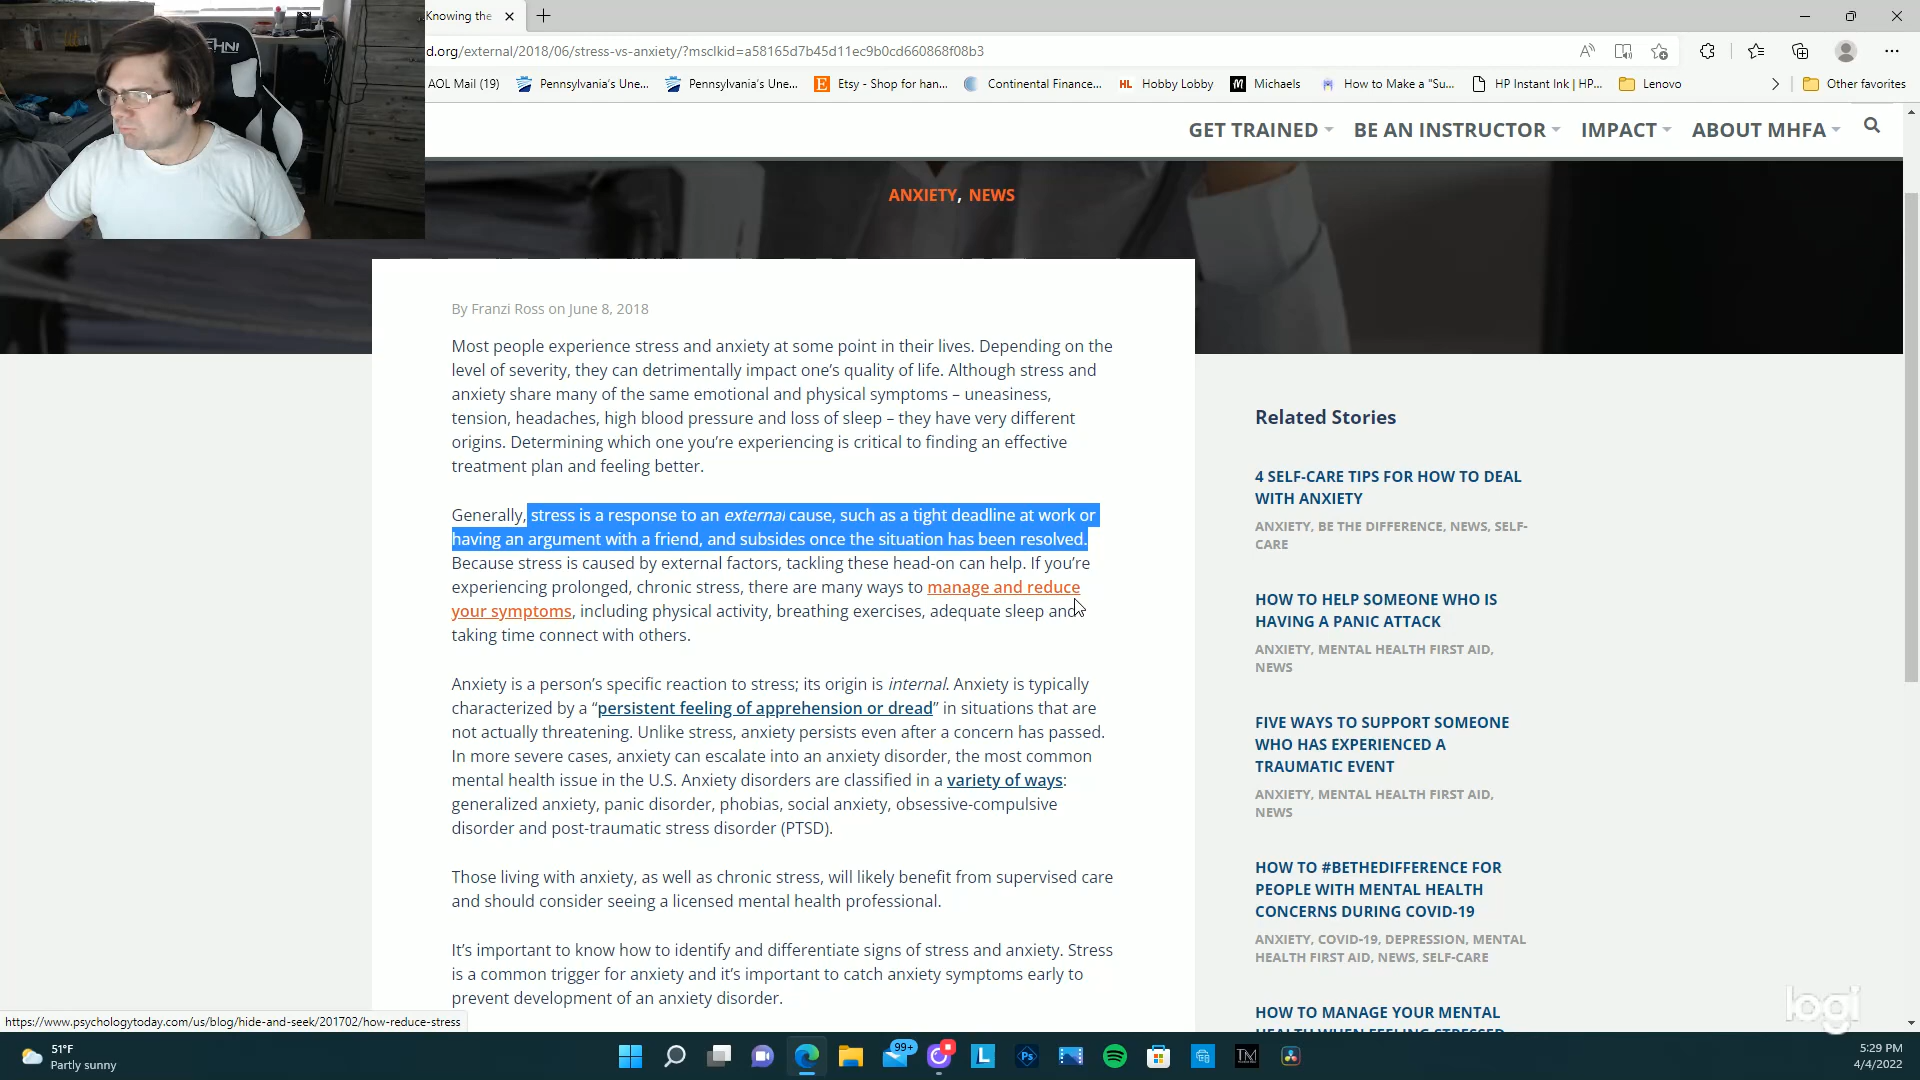 HNI
Knowing the
d.org/external/2018/06/stress-vs-anxiety/?msclkid=a58165d7b45d11ec9b0cd660868f08b3
AOL Mail (19) Pennsylvania's Une... Pennsylvania's Une... Etsy - Shop for han... Continental Finance... HL Hobby Lobby Michaels How to Make a "Su... HP Instant Ink | HP... Lenovo Other favorites
GET TRAINED BE AN INSTRUCTOR IMPACT ABOUT MHFA
ANXIETY, NEWS
By Franzi Ross on June 8, 2018
Most people experience stress and anxiety at some point in their lives. Depending on the
level of severity, they can detrimentally impact one's quality of life. Although stress and
anxiety share many of the same emotional and physical symptoms – uneasiness,
tension, headaches, high blood pressure and loss of sleep – they have very different
origins. Determining which one you're experiencing is critical to finding an effective
treatment plan and feeling better.
Generally, stress is a response to an external cause, such as a tight deadline at work or
having an argument with a friend, and subsides once the situation has been resolved.
Because stress is caused by external factors, tackling these head-on can help. If you're
experiencing prolonged, chronic stress, there are many ways to manage and reduce
your symptoms, including physical activity, breathing exercises, adequate sleep and
taking time connect with others.
Anxiety is a person's specific reaction to stress; its origin is internal. Anxiety is typically
characterized by a “persistent feeling of apprehension or dread” in situations that are
not actually threatening. Unlike stress, anxiety persists even after a concern has passed.
In more severe cases, anxiety can escalate into an anxiety disorder, the most common
mental health issue in the U.S. Anxiety disorders are classified in a variety of ways:
generalized anxiety, panic disorder, phobias, social anxiety, obsessive-compulsive
disorder and post-traumatic stress disorder (PTSD).
Those living with anxiety, as well as chronic stress, will likely benefit from supervised care
and should consider seeing a licensed mental health professional.
It's important to know how to identify and differentiate signs of stress and anxiety. Stress
is a common trigger for anxiety and it's important to catch anxiety symptoms early to
prevent development of an anxiety disorder.
Related Stories
4 SELF-CARE TIPS FOR HOW TO DEAL
WITH ANXIETY
ANXIETY, BE THE DIFFERENCE, NEWS, SELF-
CARE
HOW TO HELP SOMEONE WHO IS
HAVING A PANIC ATTACK
ANXIETY, MENTAL HEALTH FIRST AID,
NEWS
FIVE WAYS TO SUPPORT SOMEONE
WHO HAS EXPERIENCED A
TRAUMATIC EVENT
ANXIETY, MENTAL HEALTH FIRST AID,
NEWS
HOW TO #BETHEDIFFERENCE FOR
PEOPLE WITH MENTAL HEALTH
CONCERNS DURING COVID-19
ANXIETY, COVID-19, DEPRESSION, MENTAL
HEALTH FIRST AID, NEWS, SELF-CARE
HOW TO MANAGE YOUR MENTAL
HEALTH WHEN FEELING STRESSED
logi
https://www.psychologytoday.com/us/blog/hide-and-seek/201702/how-reduce-stress
51°F
Partly sunny
99+
L
Ps
TM
5:29 PM
4/4/2022